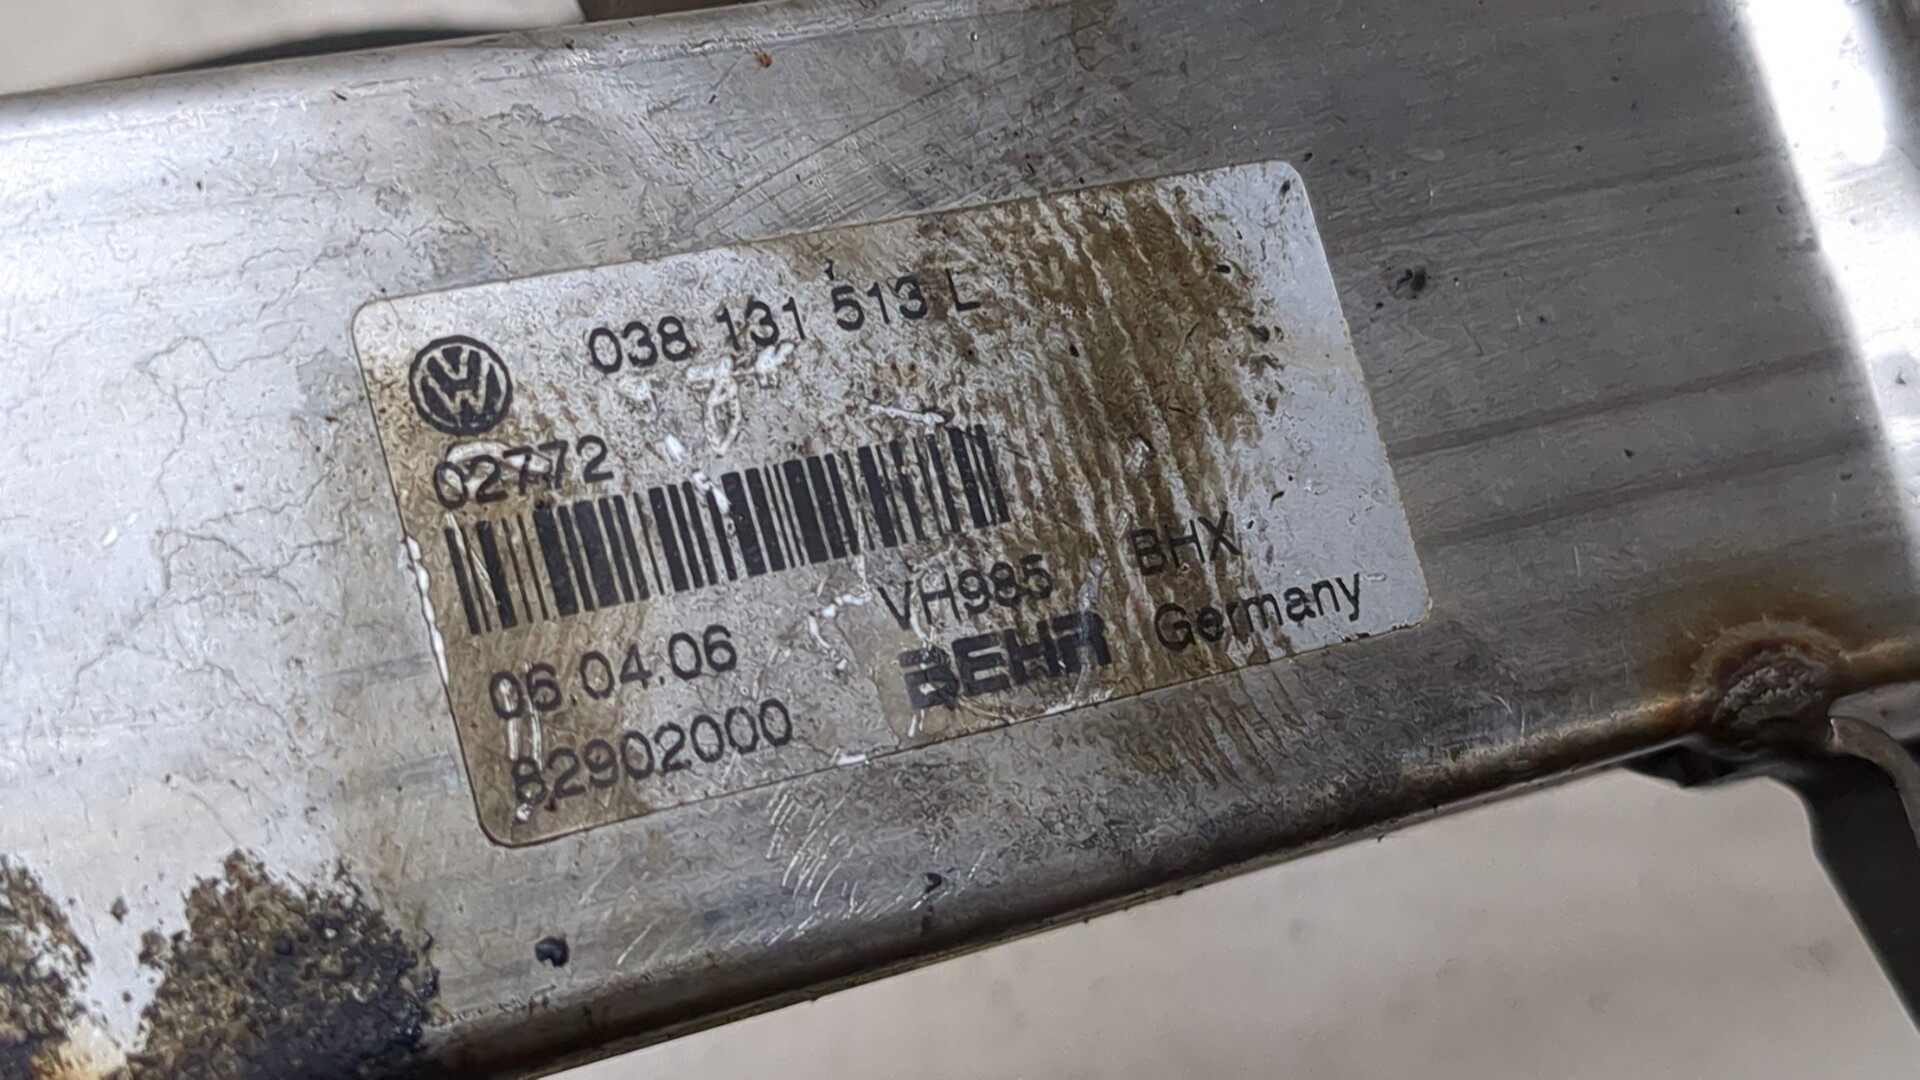 038 131 513 L
02772
VH985 BHX
06.04.06 BEHR Germany
82902000